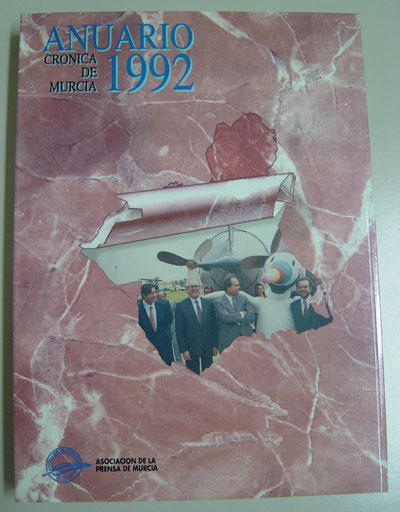 ANUARIO
CRONICA
DE
MURCIA
1992
ASOCIACION DE LA
PRENSA DE MURCIA